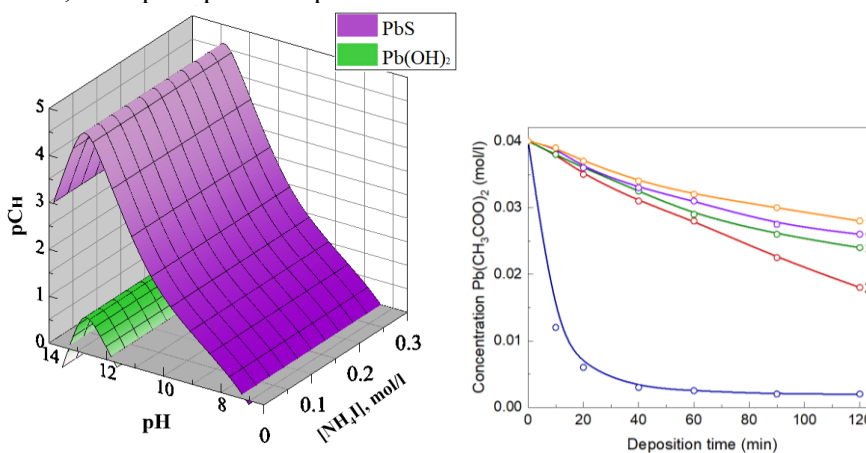 PbS
Pb(OH)₂
5
4
3
2
1
0
pCн
14
12
10
8
0
0.1
0.2
0.3
pH
[NH₄I], mol/l
0.04
0.03
0.02
0.01
0.00
Concentration Pb(CH₃COO)₂ (mol/l)
0 20 40 60 80 100 120
Deposition time (min)